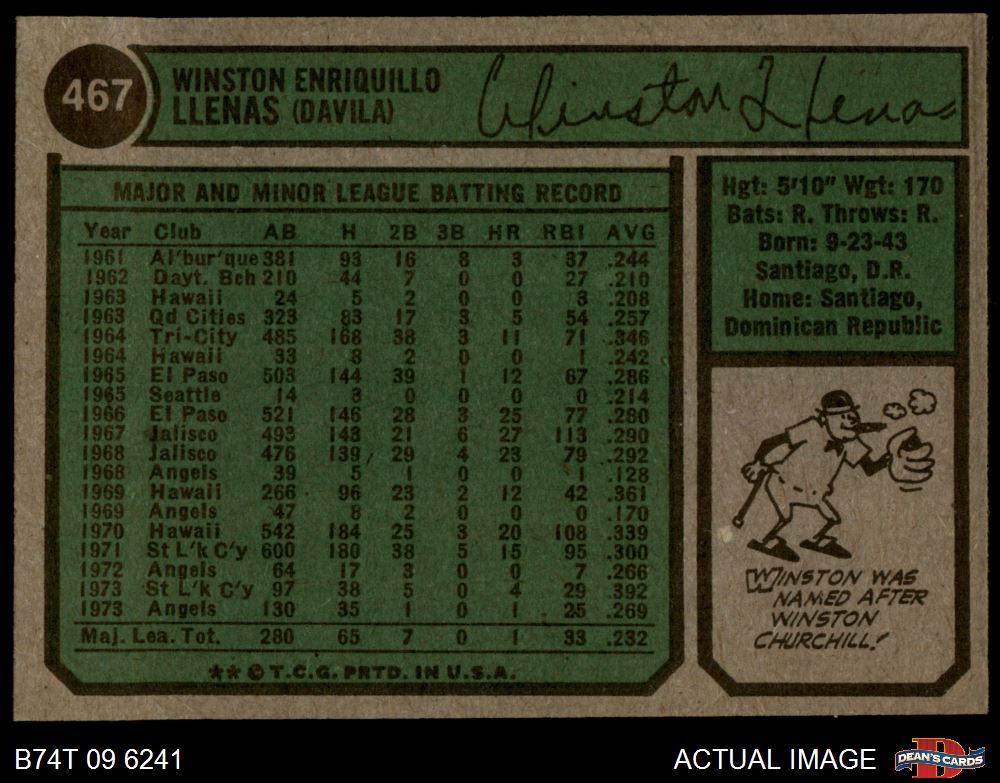 467
WINSTON ENRIQUILLO
LLENAS (DAVILA)
Winston Llenas
MAJOR AND MINOR LEAGUE BATTING RECORD
Year Club AB H 2B 3B HR RBI AVG
1961 Al'bur'que 381 93 16 8 3 37 .244
1962 Dayt. Bch 210 44 7 0 0 27 .210
1963 Hawaii 24 5 2 0 0 3 .208
1963 Qd Cities 323 83 17 3 5 54 .257
1964 Tri-City 485 168 38 3 11 71 .346
1964 Hawaii 33 8 2 0 0 1 .242
1965 El Paso 503 144 39 1 12 67 .286
1965 Seattle 14 3 0 0 0 0 .214
1966 El Paso 521 146 28 3 25 77 .280
1967 Jalisco 493 143 21 6 27 113 .290
1968 Jalisco 476 139 29 4 23 79 .292
1968 Angels 39 5 1 0 0 1 .128
1969 Hawaii 266 96 23 2 12 42 .361
1969 Angels 47 8 2 0 0 0 .170
1970 Hawaii 542 184 25 3 20 108 .339
1971 St L'k C'y 600 180 38 5 15 95 .300
1972 Angels 64 17 3 0 0 7 .266
1973 St L'k C'y 97 38 5 0 4 29 .392
1973 Angels 130 35 1 0 1 25 .269
Maj. Lea. Tot. 280 65 7 0 1 33 .232
** © T.C.G. PRTD. IN U.S.A.
Hgt: 5'10" Wgt: 170
Bats: R. Throws: R.
Born: 9-23-43
Santiago, D.R.
Home: Santiago,
Dominican Republic
WINSTON WAS
NAMED AFTER
WINSTON
CHURCHILL!
B74T 09 6241
ACTUAL IMAGE
DEAN'S CARDS